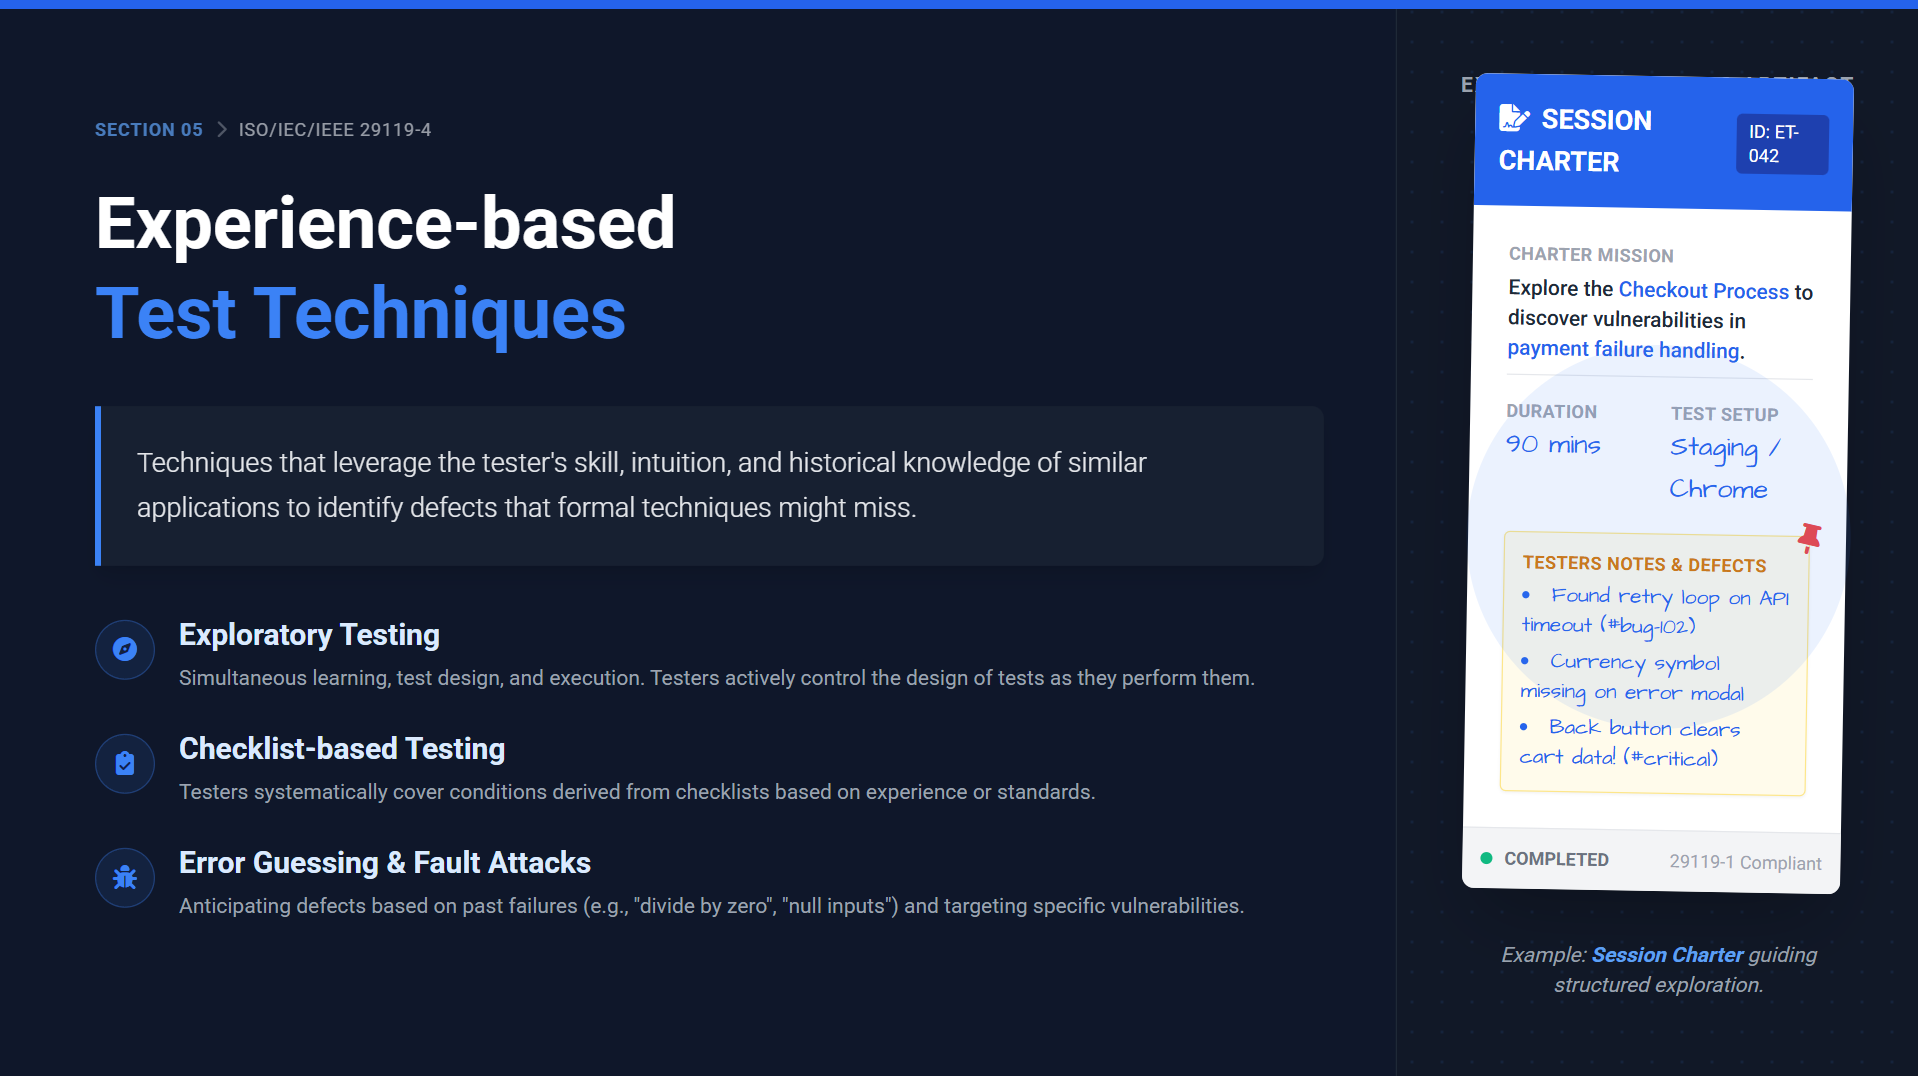 SECTION 05 > ISO/IEC/IEEE 29119-4
Experience-based
Test Techniques
Techniques that leverage the tester's skill, intuition, and historical knowledge of similar
applications to identify defects that formal techniques might miss.
Exploratory Testing
Simultaneous learning, test design, and execution. Testers actively control the design of tests as they perform them.
Checklist-based Testing
Testers systematically cover conditions derived from checklists based on experience or standards.
Error Guessing & Fault Attacks
Anticipating defects based on past failures (e.g., "divide by zero", "null inputs") and targeting specific vulnerabilities.
SESSION
CHARTER
ID: ET-
042
CHARTER MISSION
Explore the Checkout Process to
discover vulnerabilities in
payment failure handling.
DURATION
90 mins
TEST SETUP
Staging /
Chrome
TESTERS NOTES & DEFECTS
• Found retry loop on API
timeout (#bug-102)
• Currency symbol
missing on error modal
• Back button clears
cart data! (#critical)
COMPLETED
29119-1 Compliant
Example: Session Charter guiding
structured exploration.